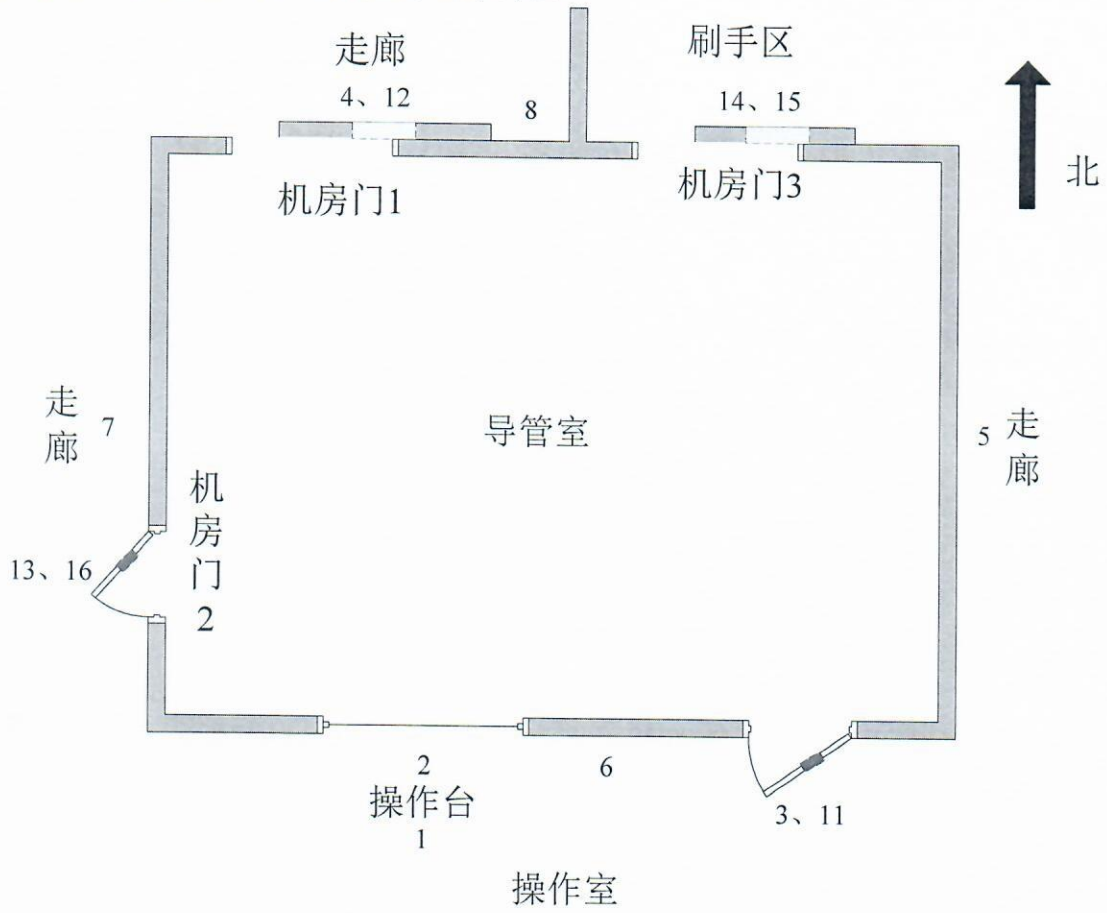 走廊
刷手区
4、12
8
14、15
机房门1
机房门3
北
走廊
7
导管室
5
走廊
机房门2
13、16
2
6
操作台
1
3、11
操作室